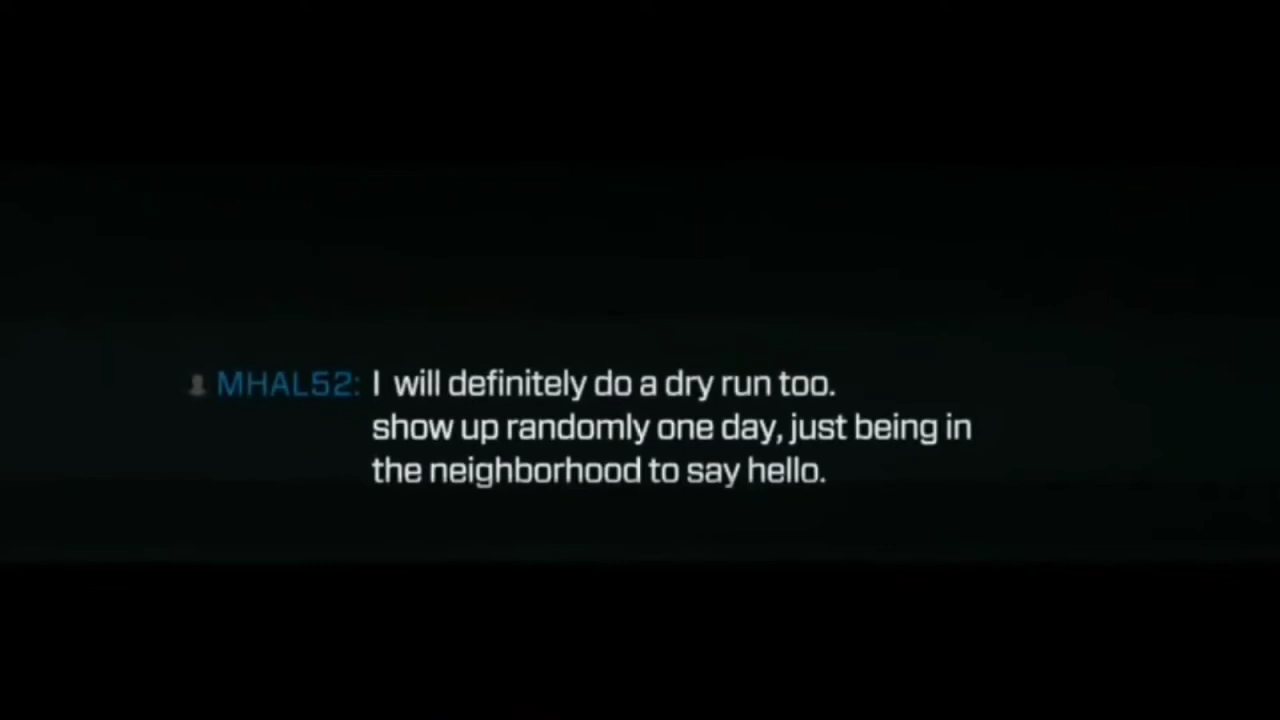 MHAL52: I will definitely do a dry run too.
show up randomly one day, just being in
the neighborhood to say hello.